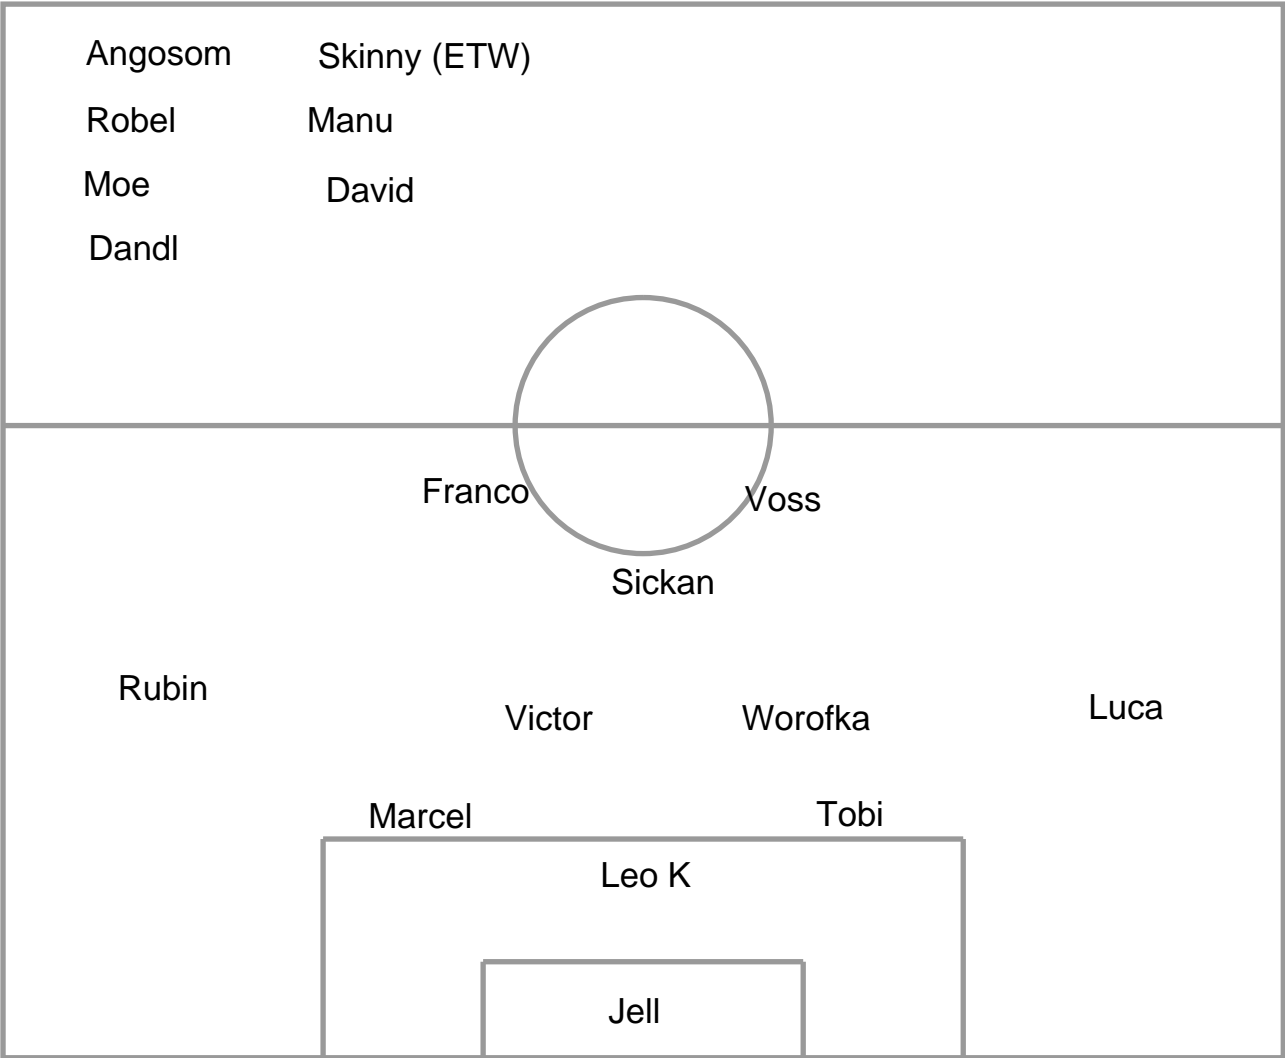 Angosom Skinny (ETW)
Robel Manu
Moe David
Dandl
Franco Voss
Sickan
Rubin Victor Worofka Luca
Marcel Tobi
Leo K
Jell